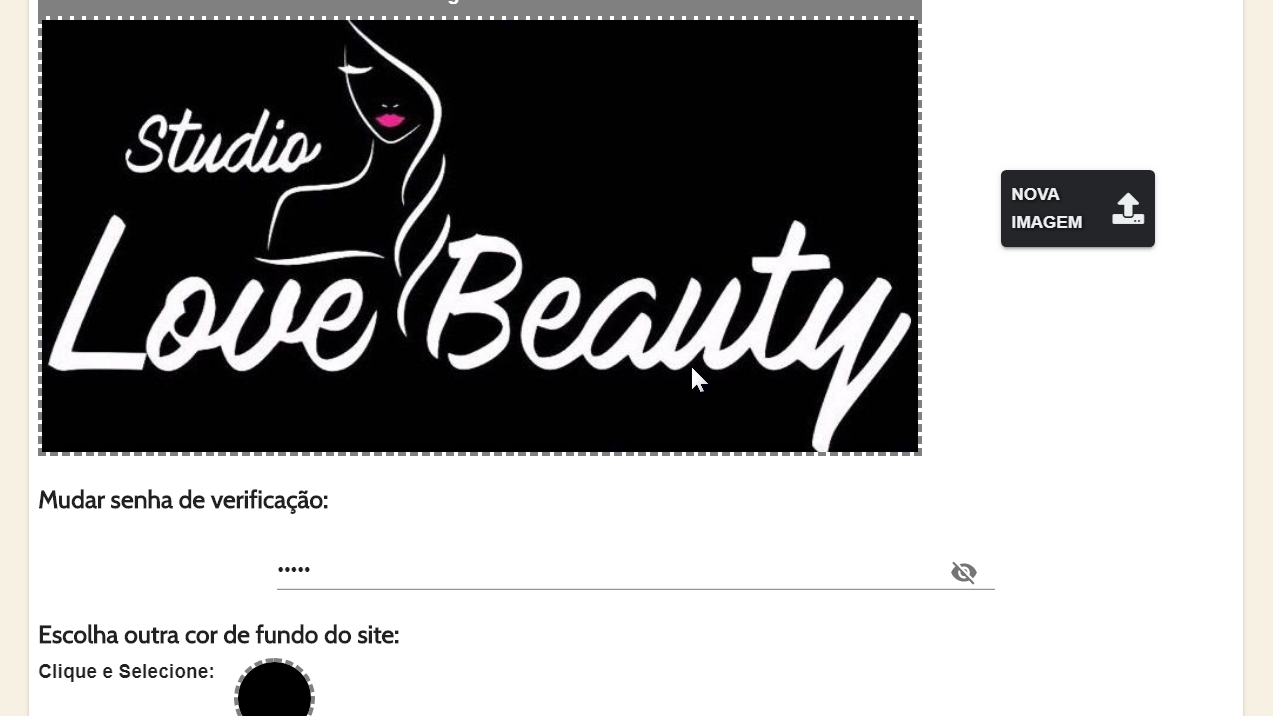 Studio
Love Beauty
NOVA
IMAGEM
Mudar senha de verificação:
•••••
Escolha outra cor de fundo do site:
Clique e Selecione: